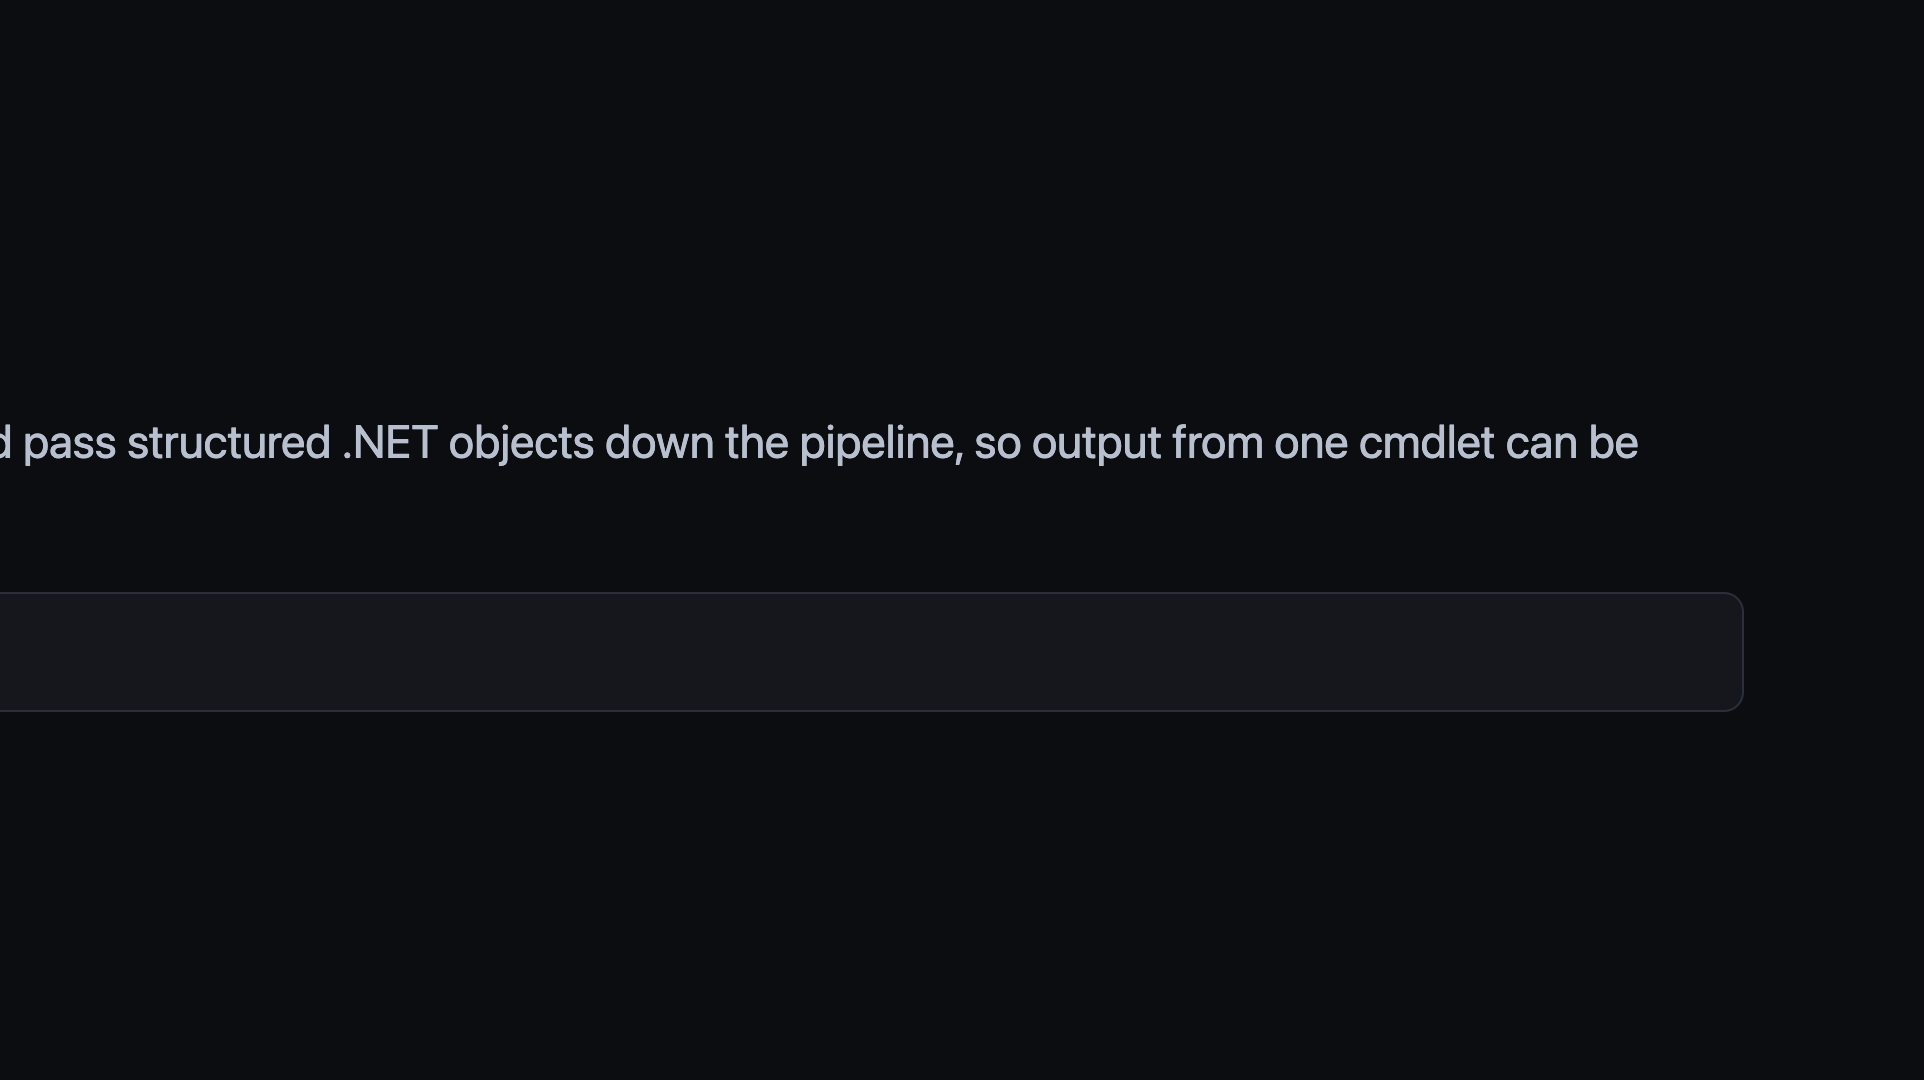 pass structured .NET objects down the pipeline, so output from one cmdlet can be